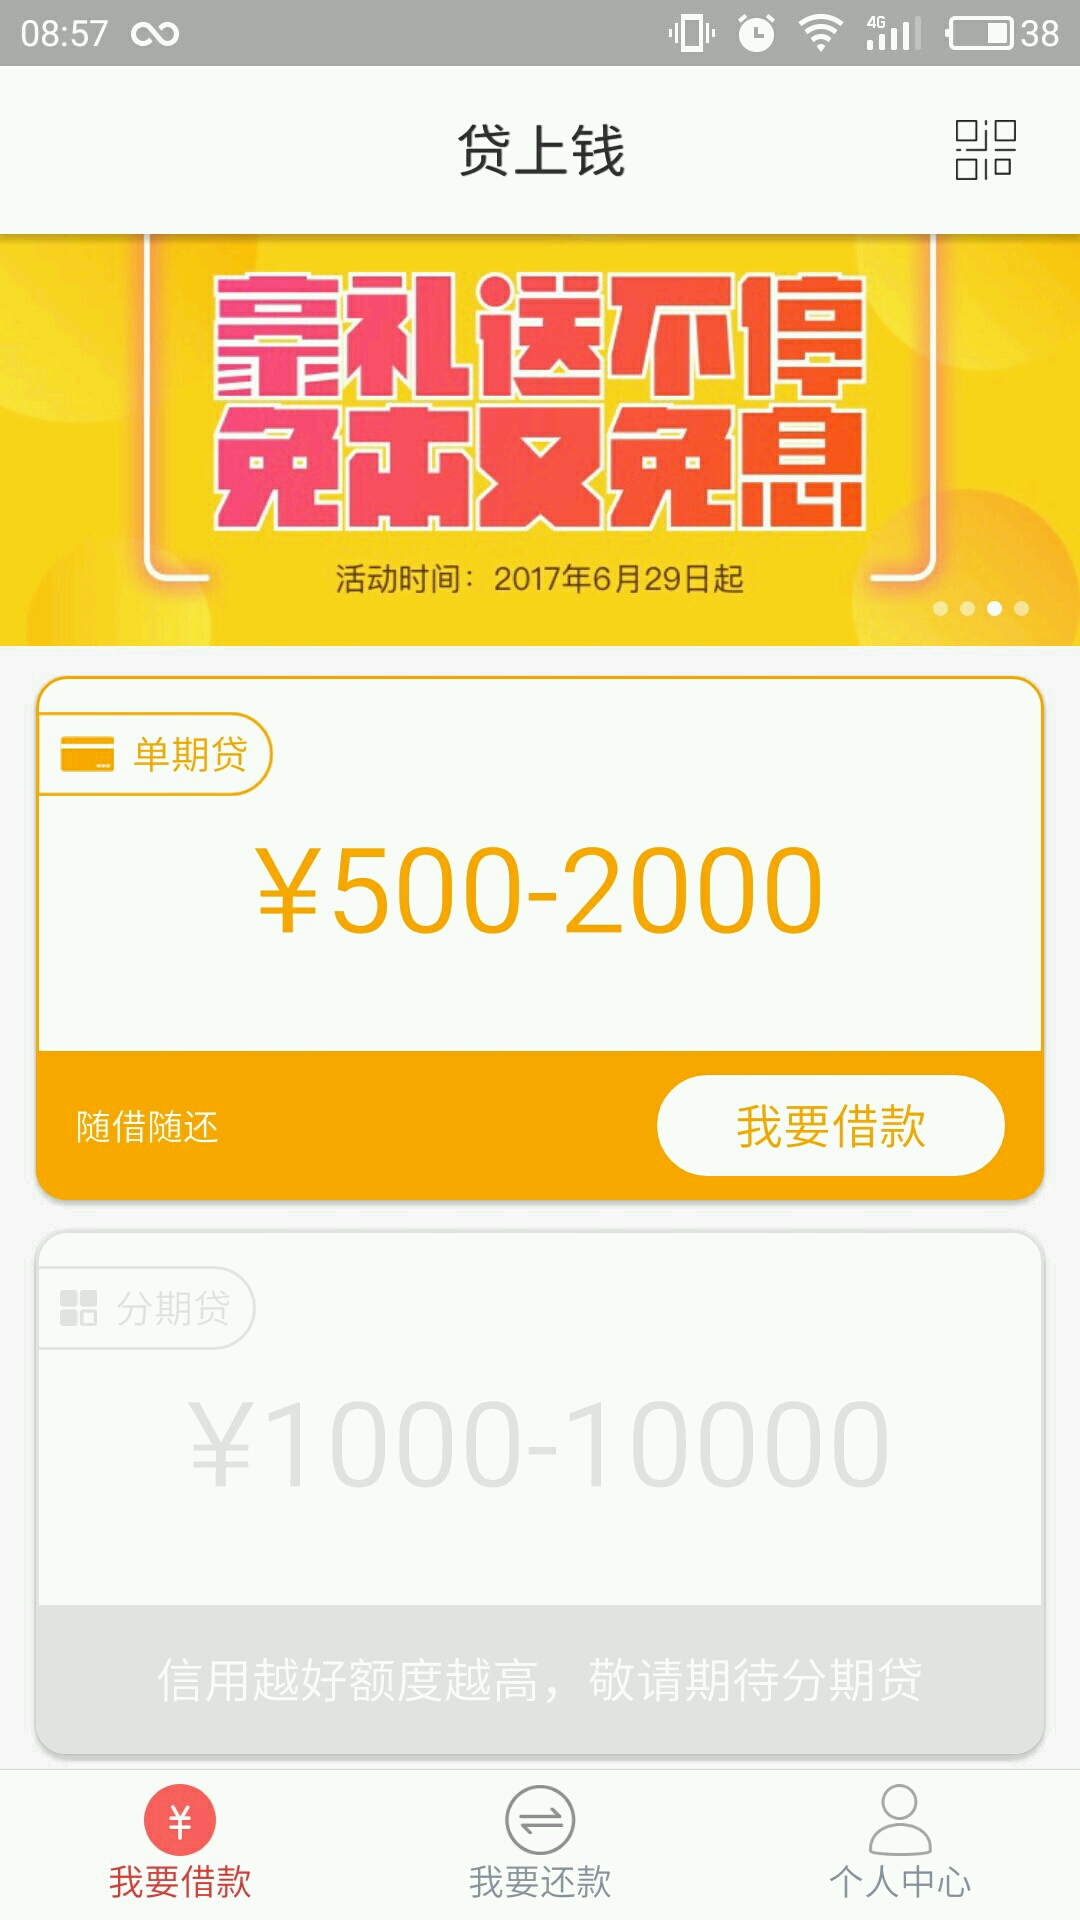 08:57 4G 38
贷上钱
靠礼送不停
免本又免息
活动时间：2017年6月29日起
单期贷
¥500-2000
随借随还 我要借款
分期贷
¥1000-10000
信用越好额度越高，敬请期待分期贷
¥
我要借款 我要还款 个人中心